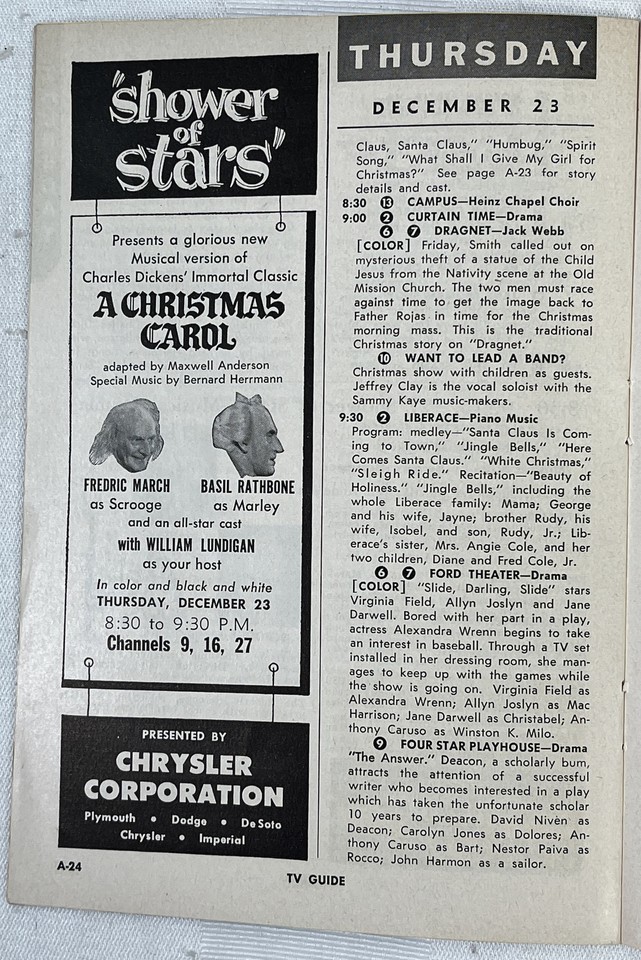 "shower
of
stars"
Presents a glorious new
Musical version of
Charles Dickens' Immortal Classic
A CHRISTMAS
CAROL
adapted by Maxwell Anderson
Special Music by Bernard Herrmann
FREDRIC MARCH
as Scrooge
BASIL RATHBONE
as Marley
and an all-star cast
with WILLIAM LUNDIGAN
as your host
In color and black and white
THURSDAY, DECEMBER 23
8:30 to 9:30 P.M.
Channels 9, 16, 27
PRESENTED BY
CHRYSLER
CORPORATION
Plymouth • Dodge • DeSoto
Chrysler • Imperial
THURSDAY
DECEMBER 23
Claus, Santa Claus," "Humbug," "Spirit
Song," "What Shall I Give My Girl for
Christmas?" See page A-23 for story
details and cast.
8:30 13 CAMPUS—Heinz Chapel Choir
9:00 2 CURTAIN TIME—Drama
6 7 DRAGNET—Jack Webb
[COLOR] Friday, Smith called out on
mysterious theft of a statue of the Child
Jesus from the Nativity scene at the Old
Mission Church. The two men must race
against time to get the image back to
Father Rojas in time for the Christmas
morning mass. This is the traditional
Christmas story on "Dragnet."
10 WANT TO LEAD A BAND?
Christmas show with children as guests.
Jeffrey Clay is the vocal soloist with the
Sammy Kaye music-makers.
9:30 2 LIBERACE—Piano Music
Program: medley—"Santa Claus Is Com-
ing to Town," "Jingle Bells," "Here
Comes Santa Claus." "White Christmas,"
"Sleigh Ride." Recitation—"Beauty of
Holiness." "Jingle Bells," including the
whole Liberace family: Mama; George
and his wife, Jayne; brother Rudy, his
wife, Isobel, and son, Rudy, Jr.; Lib-
erace's sister, Mrs. Angie Cole, and her
two children, Diane and Fred Cole, Jr.
6 7 FORD THEATER—Drama
[COLOR] "Slide, Darling, Slide" stars
Virginia Field, Allyn Joslyn and Jane
Darwell. Bored with her part in a play,
actress Alexandra Wrenn begins to take
an interest in baseball. Through a TV set
installed in her dressing room, she man-
ages to keep up with the games while
the show is going on. Virginia Field as
Alexandra Wrenn; Allyn Joslyn as Mac
Harrison; Jane Darwell as Christabel; An-
thony Caruso as Winston K. Milo.
9 FOUR STAR PLAYHOUSE—Drama
"The Answer." Deacon, a scholarly bum,
attracts the attention of a successful
writer who becomes interested in a play
which has taken the unfortunate scholar
10 years to prepare. David Niven as
Deacon; Carolyn Jones as Dolores; An-
thony Caruso as Bart; Nestor Paiva as
Rocco; John Harmon as a sailor.
A-24
TV GUIDE